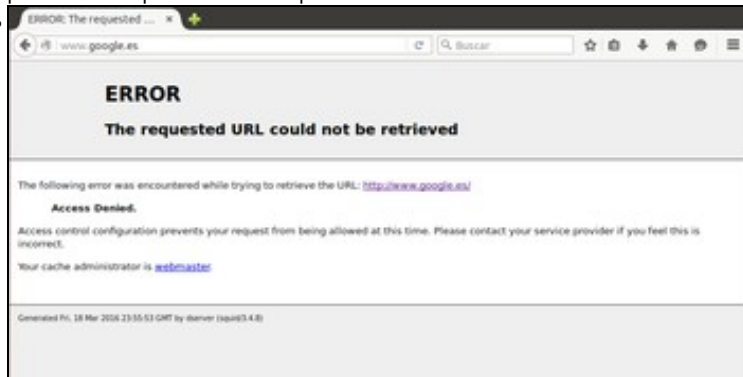 ERROR: The requested ...
www.google.es
Buscar
ERROR
The requested URL could not be retrieved
The following error was encountered while trying to retrieve the URL: http://www.google.es/
Access Denied.
Access control configuration prevents your request from being allowed at this time. Please contact your service provider if you feel this is
incorrect.
Your cache administrator is webmaster.
Generated Fri, 18 Mar 2016 23:55:53 GMT by dserver (squid/3.4.8)